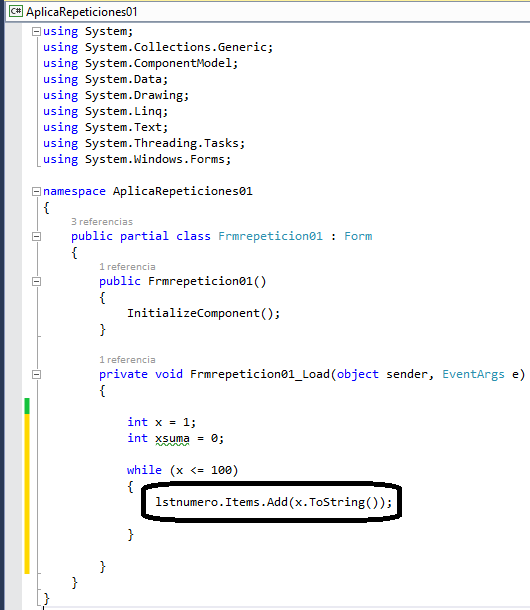 C# AplicaRepeticiones01
using System;
using System.Collections.Generic;
using System.ComponentModel;
using System.Data;
using System.Drawing;
using System.Linq;
using System.Text;
using System.Threading.Tasks;
using System.Windows.Forms;
namespace AplicaRepeticiones01
{
3 referencias
public partial class Frmrepeticion01 : Form
{
1 referencia
public Frmrepeticion01()
{
InitializeComponent();
}
1 referencia
private void Frmrepeticion01_Load(object sender, EventArgs e)
{
int x = 1;
int xsuma = 0;
while (x <= 100)
{
lstnumero.Items.Add(x.ToString());
}
}
}
}